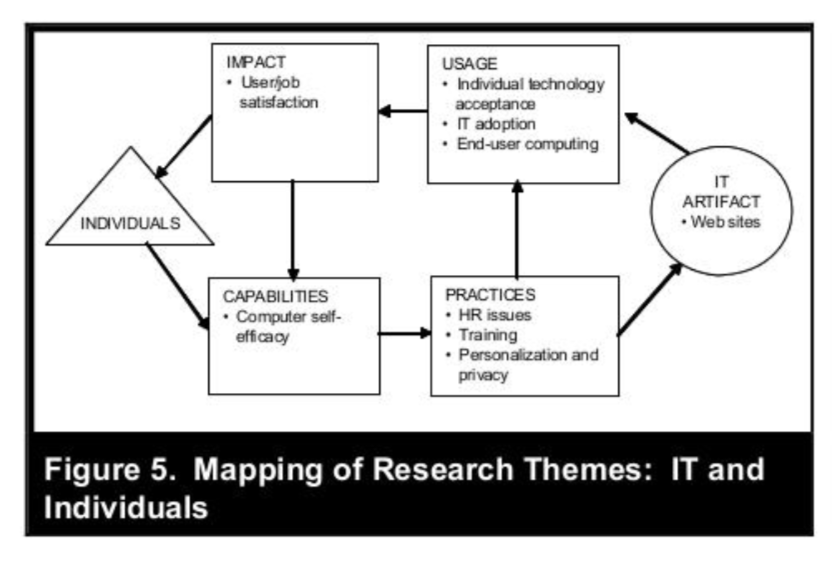 IMPACT
• User/job
satisfaction
USAGE
• Individual technology
acceptance
• IT adoption
• End-user computing
IT
ARTIFACT
• Web sites
INDIVIDUALS
CAPABILITIES
• Computer self-
efficacy
PRACTICES
• HR issues
• Training
• Personalization and
privacy
Figure 5. Mapping of Research Themes: IT and
Individuals